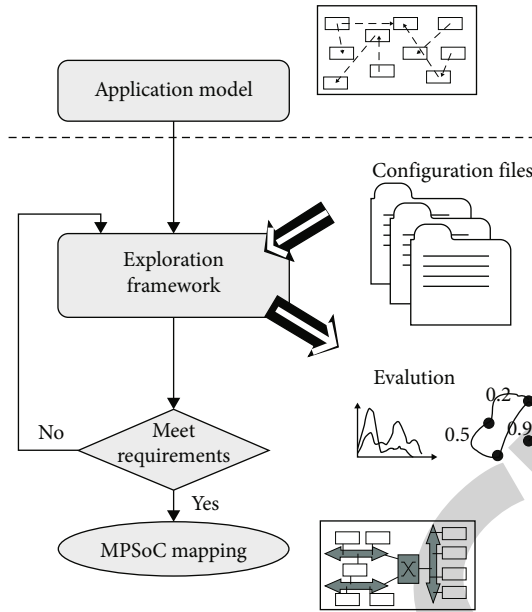 Application model
Configuration files
Exploration
framework
Evalution
0.2
0.5
0.9
No
Meet
requirements
Yes
MPSoC mapping